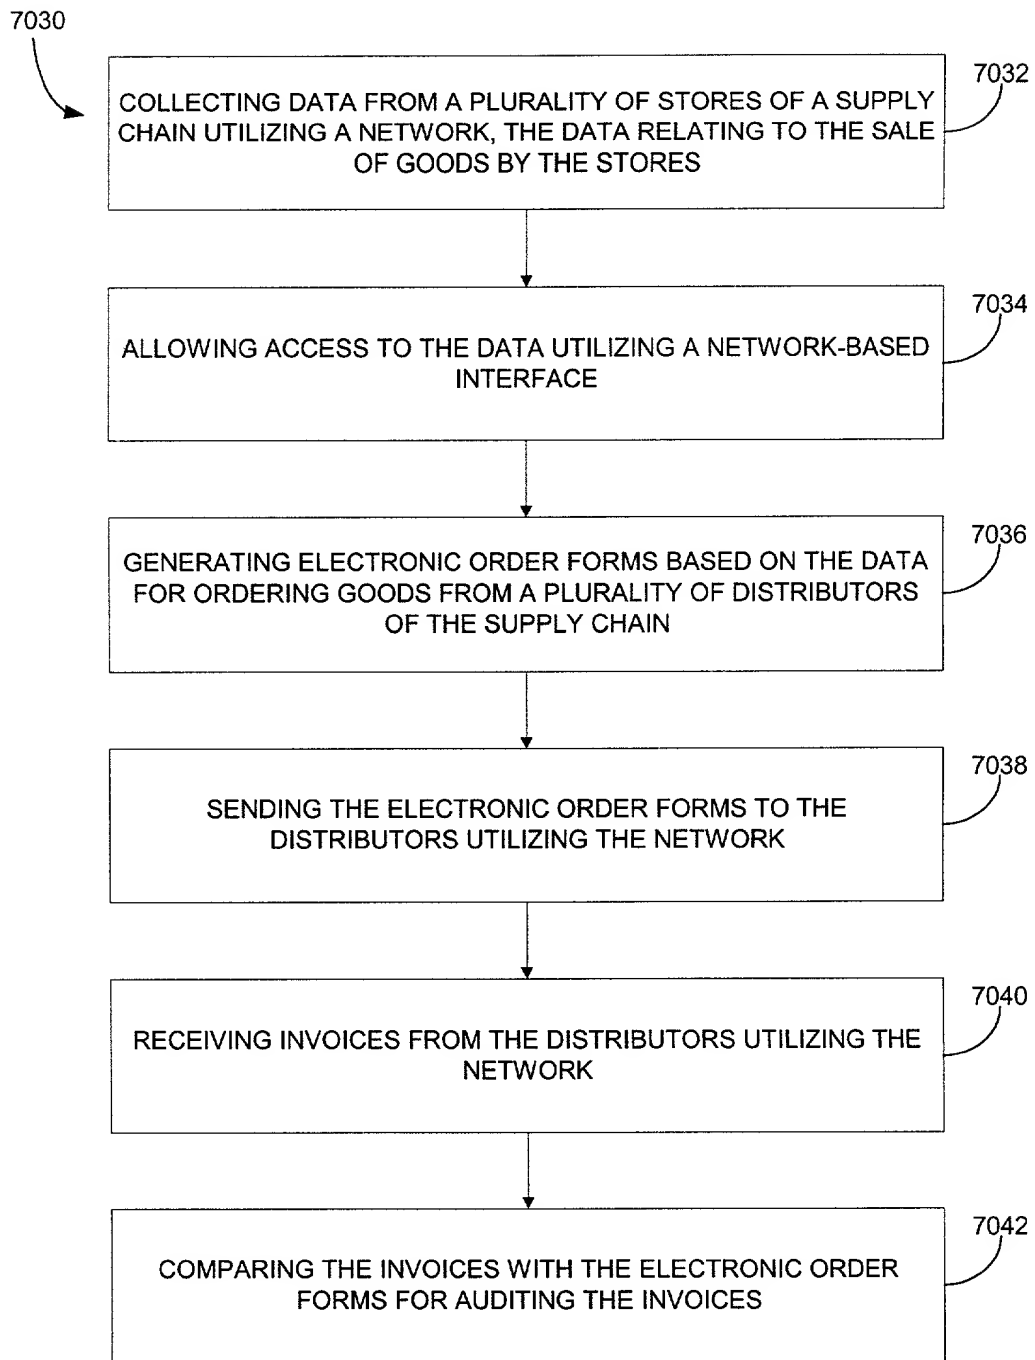 7030
7032
COLLECTING DATA FROM A PLURALITY OF STORES OF A SUPPLY
CHAIN UTILIZING A NETWORK, THE DATA RELATING TO THE SALE
OF GOODS BY THE STORES
7034
ALLOWING ACCESS TO THE DATA UTILIZING A NETWORK-BASED
INTERFACE
7036
GENERATING ELECTRONIC ORDER FORMS BASED ON THE DATA
FOR ORDERING GOODS FROM A PLURALITY OF DISTRIBUTORS
OF THE SUPPLY CHAIN
7038
SENDING THE ELECTRONIC ORDER FORMS TO THE
DISTRIBUTORS UTILIZING THE NETWORK
7040
RECEIVING INVOICES FROM THE DISTRIBUTORS UTILIZING THE
NETWORK
7042
COMPARING THE INVOICES WITH THE ELECTRONIC ORDER
FORMS FOR AUDITING THE INVOICES